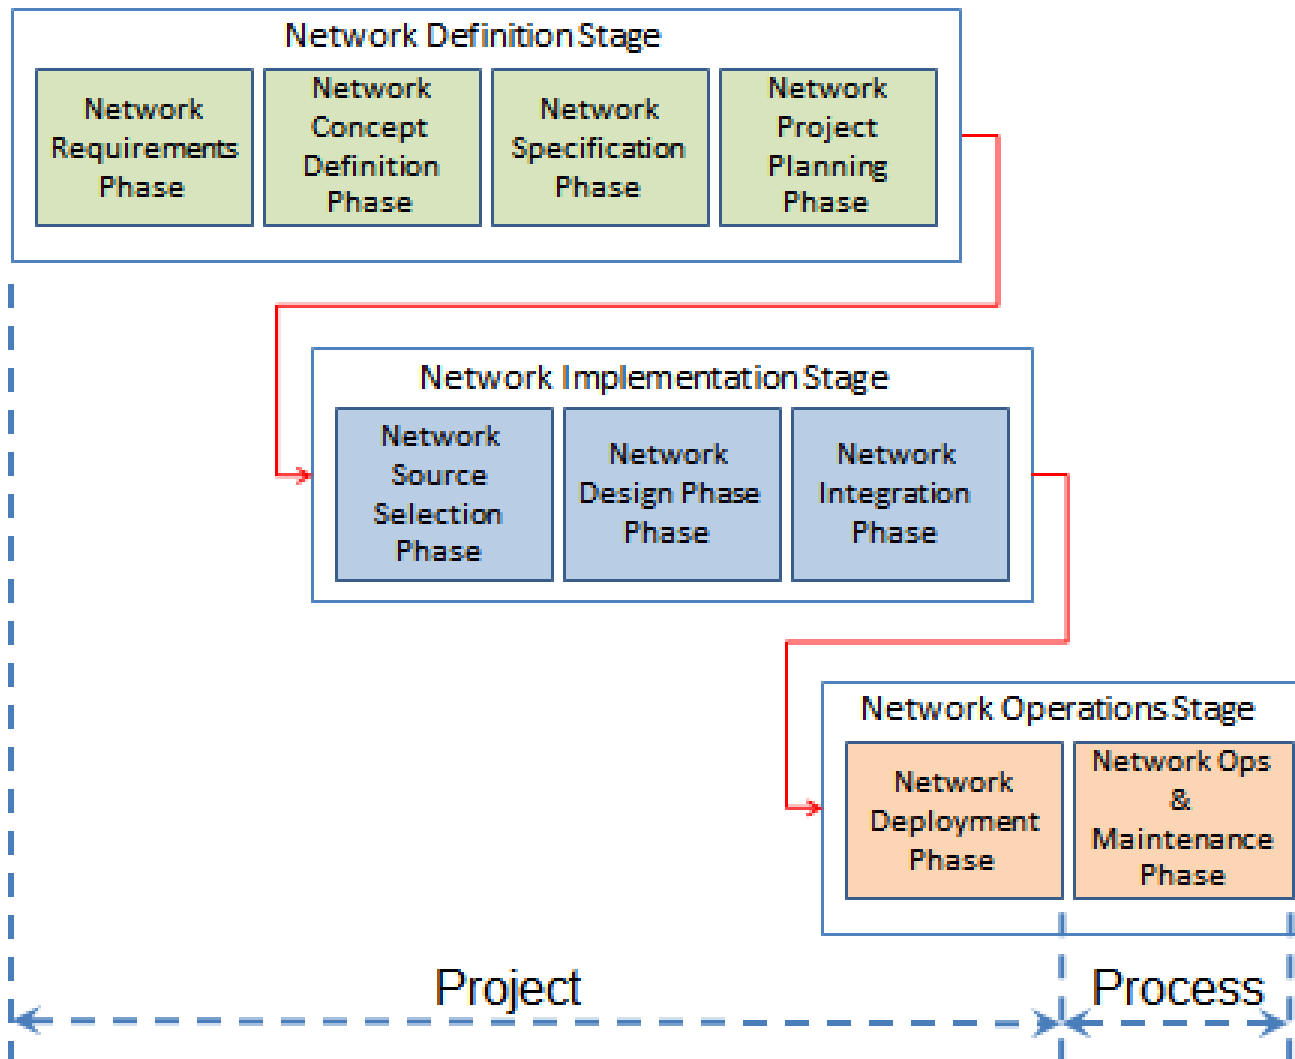 Network Definition Stage
Network
Requirements
Phase
Network
Concept
Definition
Phase
Network
Specification
Phase
Network
Project
Planning
Phase
Network Implementation Stage
Network
Source
Selection
Phase
Network
Design Phase
Phase
Network
Integration
Phase
Network Operations Stage
Network
Deployment
Phase
Network Ops
&
Maintenance
Phase
Project
Process